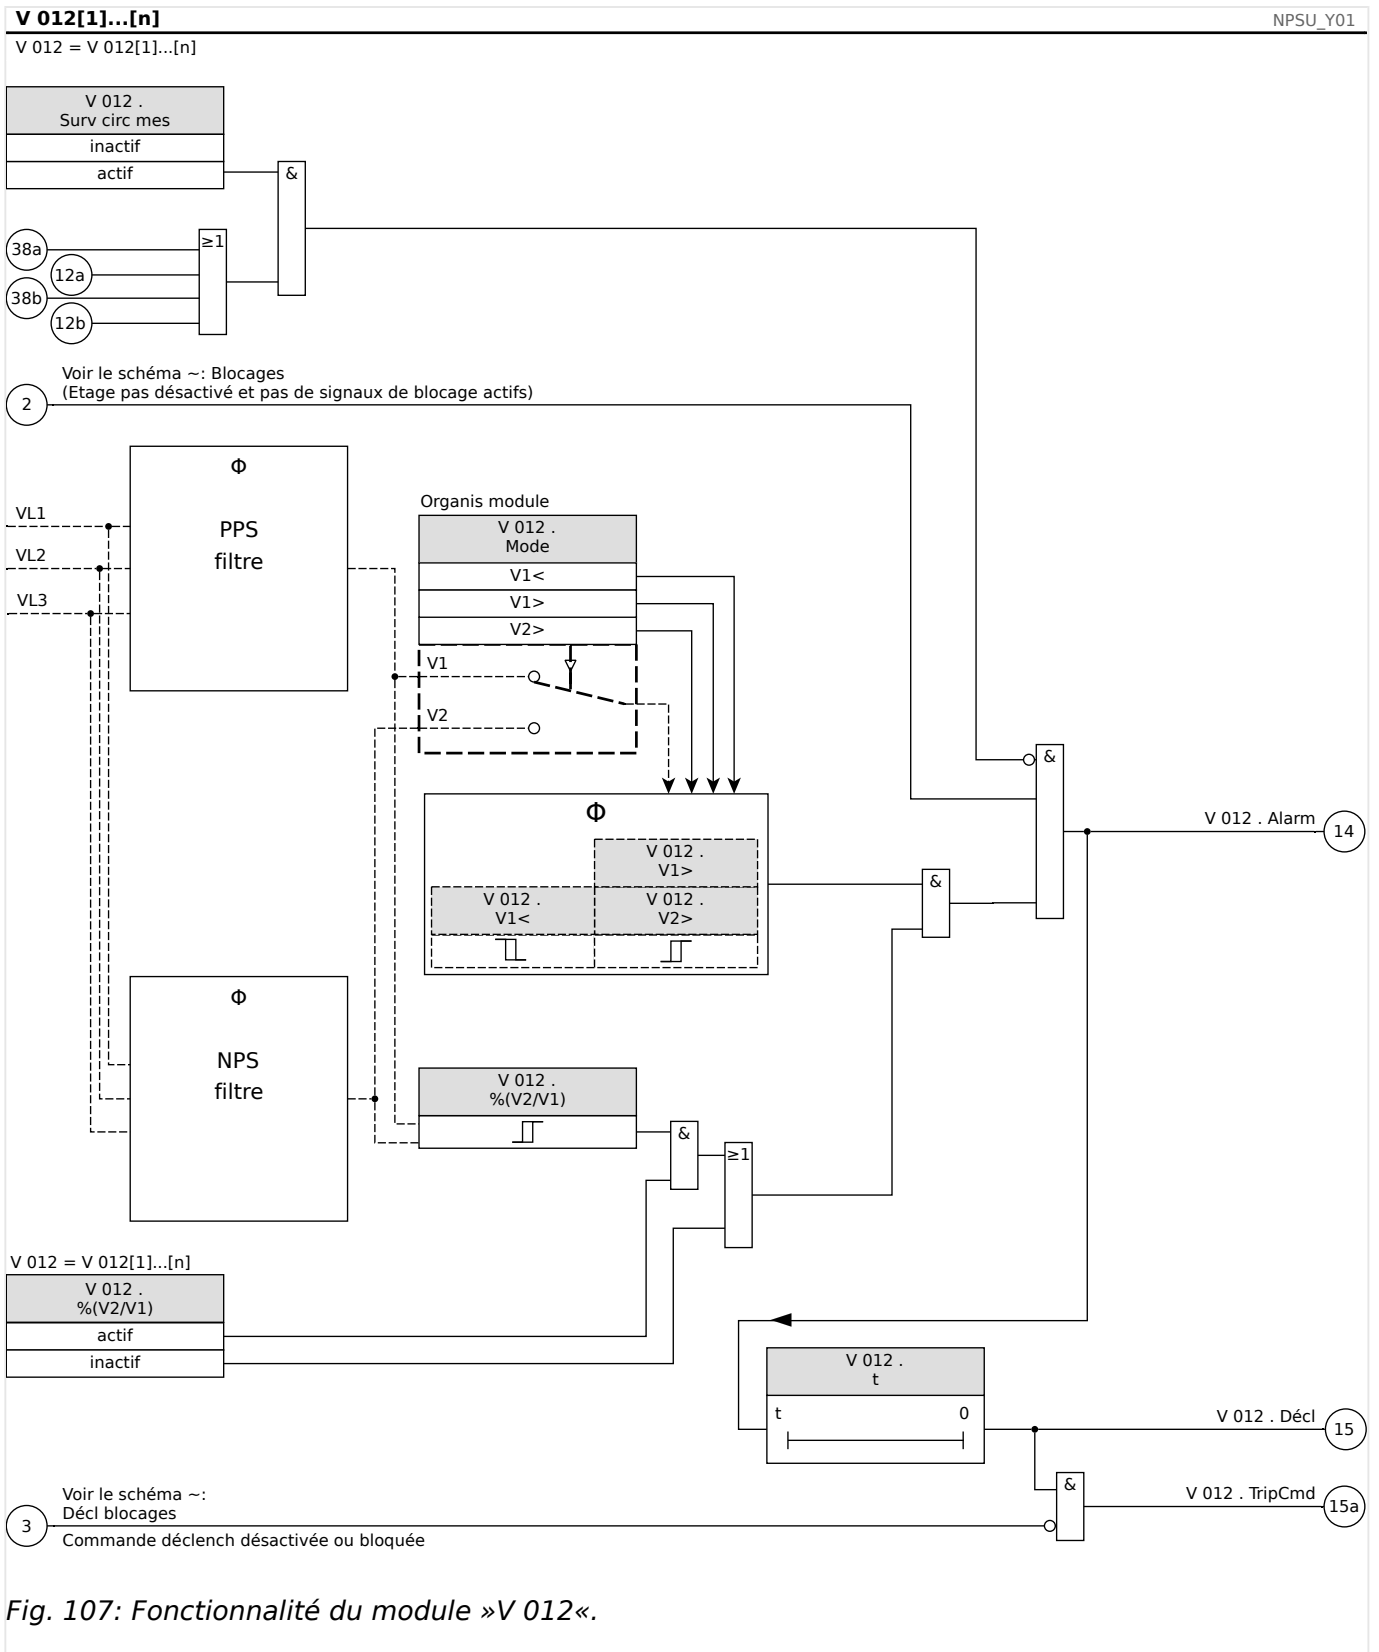 V 012[1]...[n]
NPSU_Y01
V 012 = V 012[1]...[n]
V 012 .
Surv circ mes
inactif
actif
&
38a
≥1
12a
38b
12b
Voir le schéma ~: Blocages
(Etage pas désactivé et pas de signaux de blocage actifs)
2
Φ
PPS
filtre
VL1
VL2
VL3
Organis module
V 012 .
Mode
V1<
V1>
V2>
V1
V2
Φ
V 012 .
V1>
V 012 .
V1<
V 012 .
V2>
&
&
V 012 . Alarm
14
Φ
NPS
filtre
V 012 .
%(V2/V1)
&
≥1
V 012 = V 012[1]...[n]
V 012 .
%(V2/V1)
actif
inactif
V 012 .
t
t
0
V 012 . Décl
15
&
V 012 . TripCmd
15a
Voir le schéma ~:
Décl blocages
3
Commande déclench désactivée ou bloquée
Fig. 107: Fonctionnalité du module »V 012«.